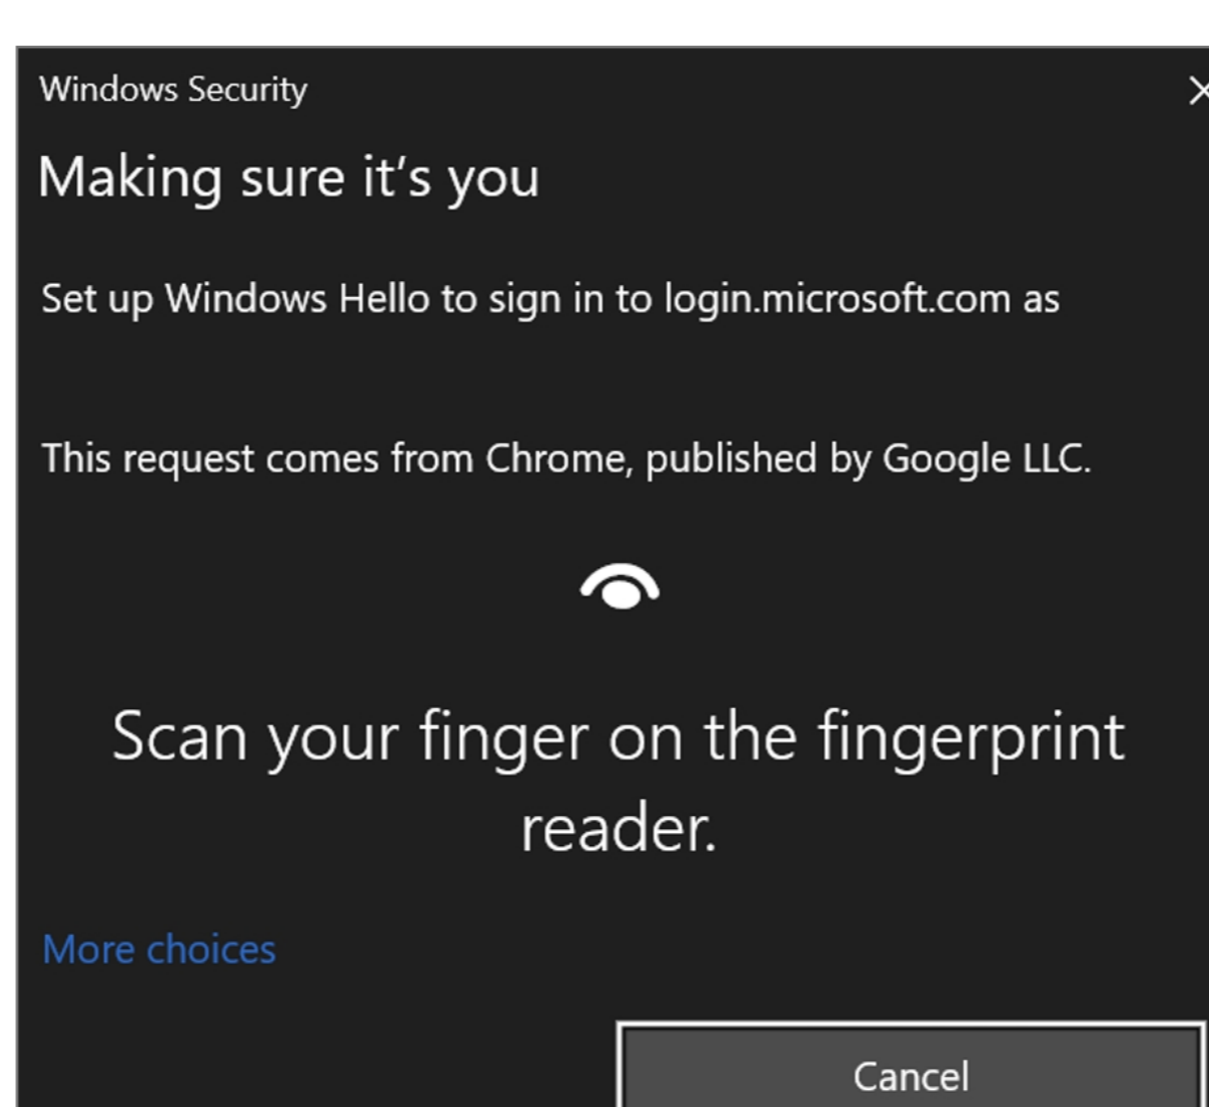 Windows Security
Making sure it's you
Set up Windows Hello to sign in to login.microsoft.com as
This request comes from Chrome, published by Google LLC.
Scan your finger on the fingerprint
reader.
More choices
Cancel